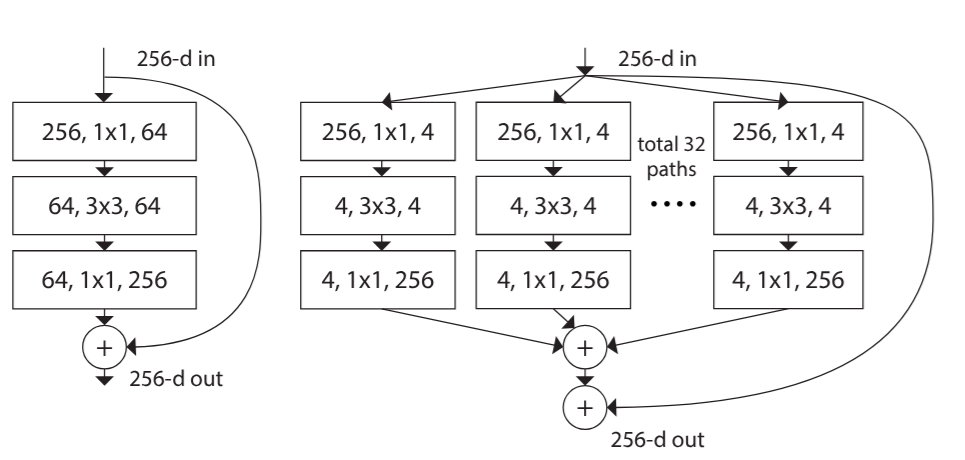 256-d in
256, 1x1, 64
64, 3x3, 64
64, 1x1, 256
+
256-d out
256-d in
256, 1x1, 4
4, 3x3, 4
4, 1x1, 256
256, 1x1, 4
4, 3x3, 4
4, 1x1, 256
total 32
paths
....
256, 1x1, 4
4, 3x3, 4
4, 1x1, 256
+
+
256-d out